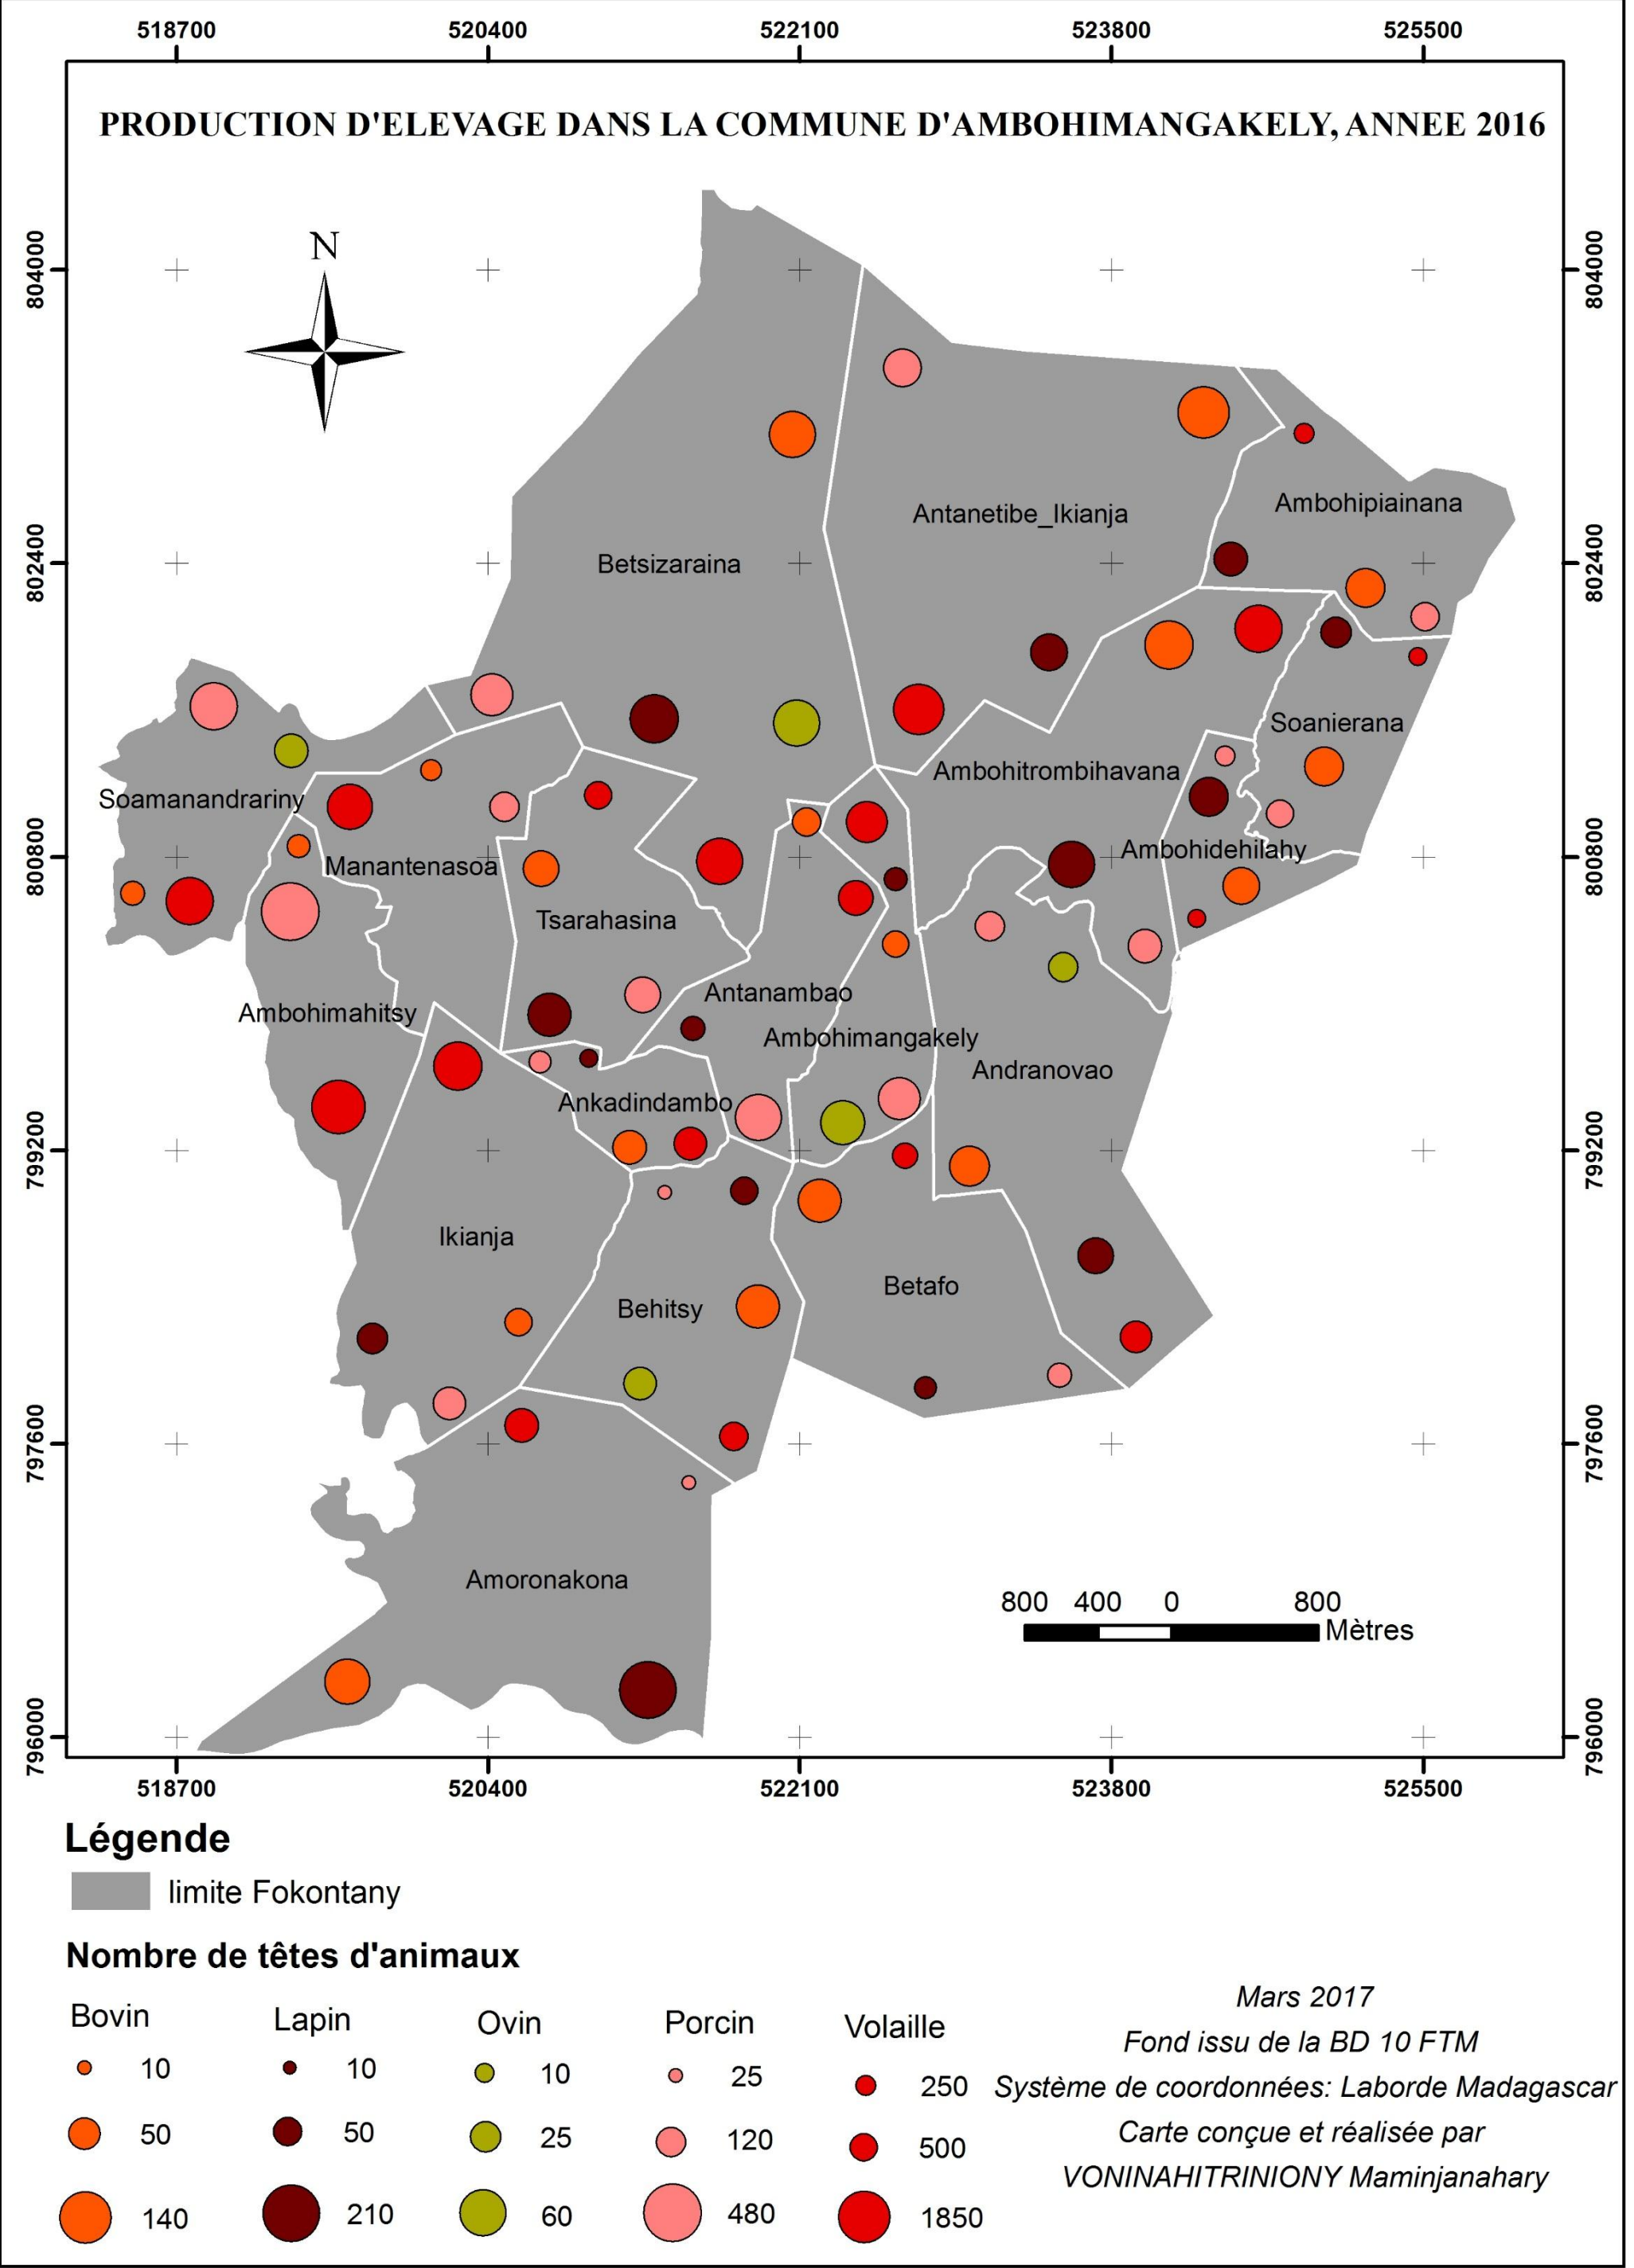 518700 520400 522100 523800 525500
PRODUCTION D'ELEVAGE DANS LA COMMUNE D'AMBOHIMANGAKELY, ANNEE 2016
N
804000 804000
Antanetibe_Ikianja
Ambohipiainana
Betsizaraina
802400 802400
Soanierana
Ambohitrombihavana
Soamanandrariny
Ambohidehilahy
Manantenasoa
800800 800800
Tsarahasina
Antanambao
Ambohimahitsy
Ambohimangakely
Andranovao
Ankadindambo
799200 799200
Ikianja
Betafo
Behitsy
797600 797600
Amoronakona
800 400 0 800
Mètres
796000 796000
518700 520400 522100 523800 525500
Légende
limite Fokontany
Nombre de têtes d'animaux
Bovin Lapin Ovin Porcin Volaille
10 10 10 25 250
50 50 25 120 500
140 210 60 480 1850
Mars 2017
Fond issu de la BD 10 FTM
Système de coordonnées: Laborde Madagascar
Carte conçue et réalisée par
VONINAHITRINIONY Maminjanahary